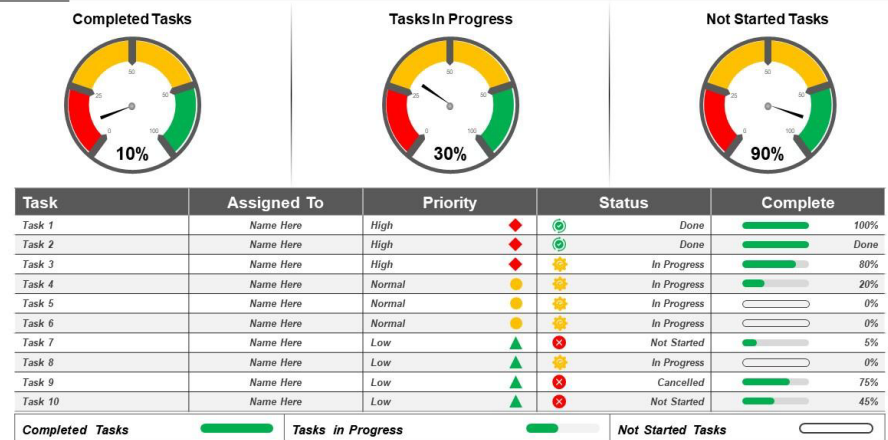 Completed Tasks
Tasks In Progress
Not Started Tasks
50
50
50
25
50
25
50
25
50
0
100
0
100
0
100
10%
30%
90%
Task Assigned To Priority Status Complete
Task 1 Name Here High Done 100%
Task 2 Name Here High Done Done
Task 3 Name Here High In Progress 80%
Task 4 Name Here Normal In Progress 20%
Task 5 Name Here Normal In Progress 0%
Task 6 Name Here Normal In Progress 0%
Task 7 Name Here Low Not Started 5%
Task 8 Name Here Low In Progress 0%
Task 9 Name Here Low Cancelled 75%
Task 10 Name Here Low Not Started 45%
Completed Tasks Tasks in Progress Not Started Tasks